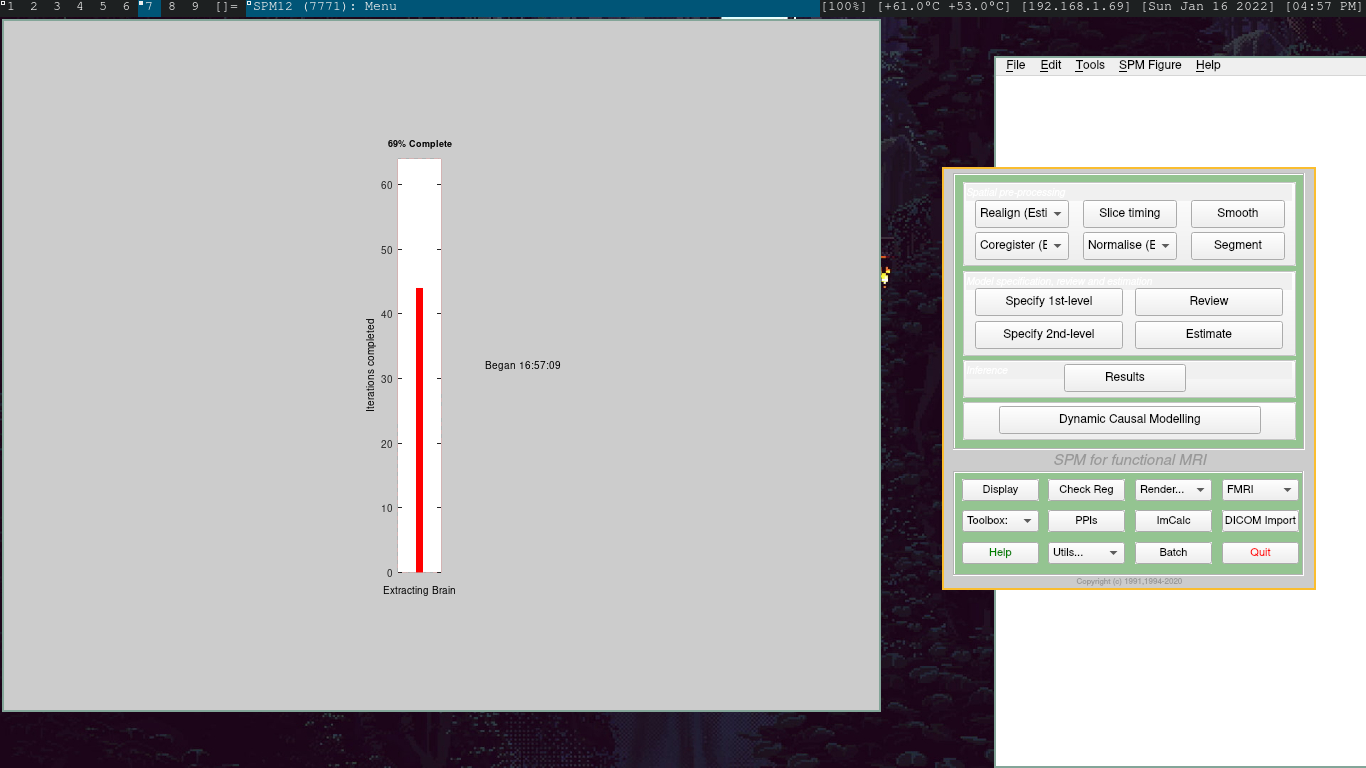 1 2 3 4 5 6 7 8 9 []= SPM12 (7771): Menu [100%] [+61.0°C +53.0°C] [192.168.1.69] [Sun Jan 16 2022] [04:57 PM]
File Edit Tools SPM Figure Help
69% Complete
60
50
40
30
20
10
0
Iterations completed
Began 16:57:09
Extracting Brain
Spatial pre-processing
Realign (Esti Slice timing Smooth
Coregister (E Normalise (E Segment
Model specification, review and estimation
Specify 1st-level Review
Specify 2nd-level Estimate
Inference
Results
Dynamic Causal Modelling
SPM for functional MRI
Display Check Reg Render... FMRI
Toolbox: PPIs ImCalc DICOM Import
Help Utils... Batch Quit
Copyright (c) 1991,1994-2020